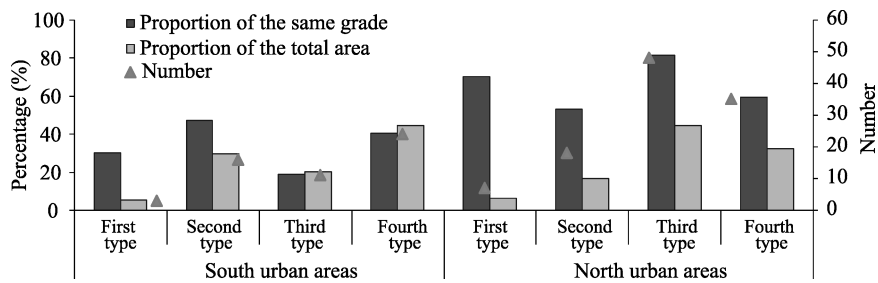 Proportion of the same grade
Proportion of the total area
Number
Percentage (%)
100
80
60
40
20
0
60
50
40
30
20
10
0
Number
First type
Second type
Third type
Fourth type
First type
Second type
Third type
Fourth type
South urban areas
North urban areas